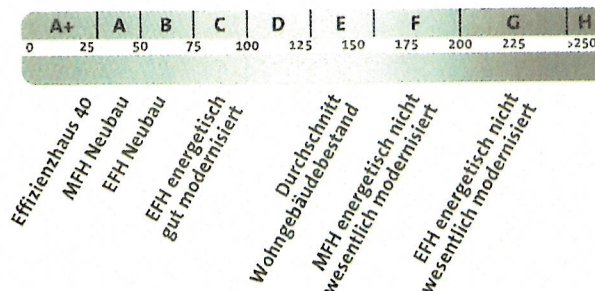 A+ A B C D E F G H
0 25 50 75 100 125 150 175 200 225 >250
Effizienzhaus 40
MFH Neubau
EFH Neubau
EFH energetisch
gut modernisiert
Durchschnitt
Wohngebäudebestand
MFH energetisch nicht
wesentlich modernisiert
EFH energetisch nicht
wesentlich modernisiert